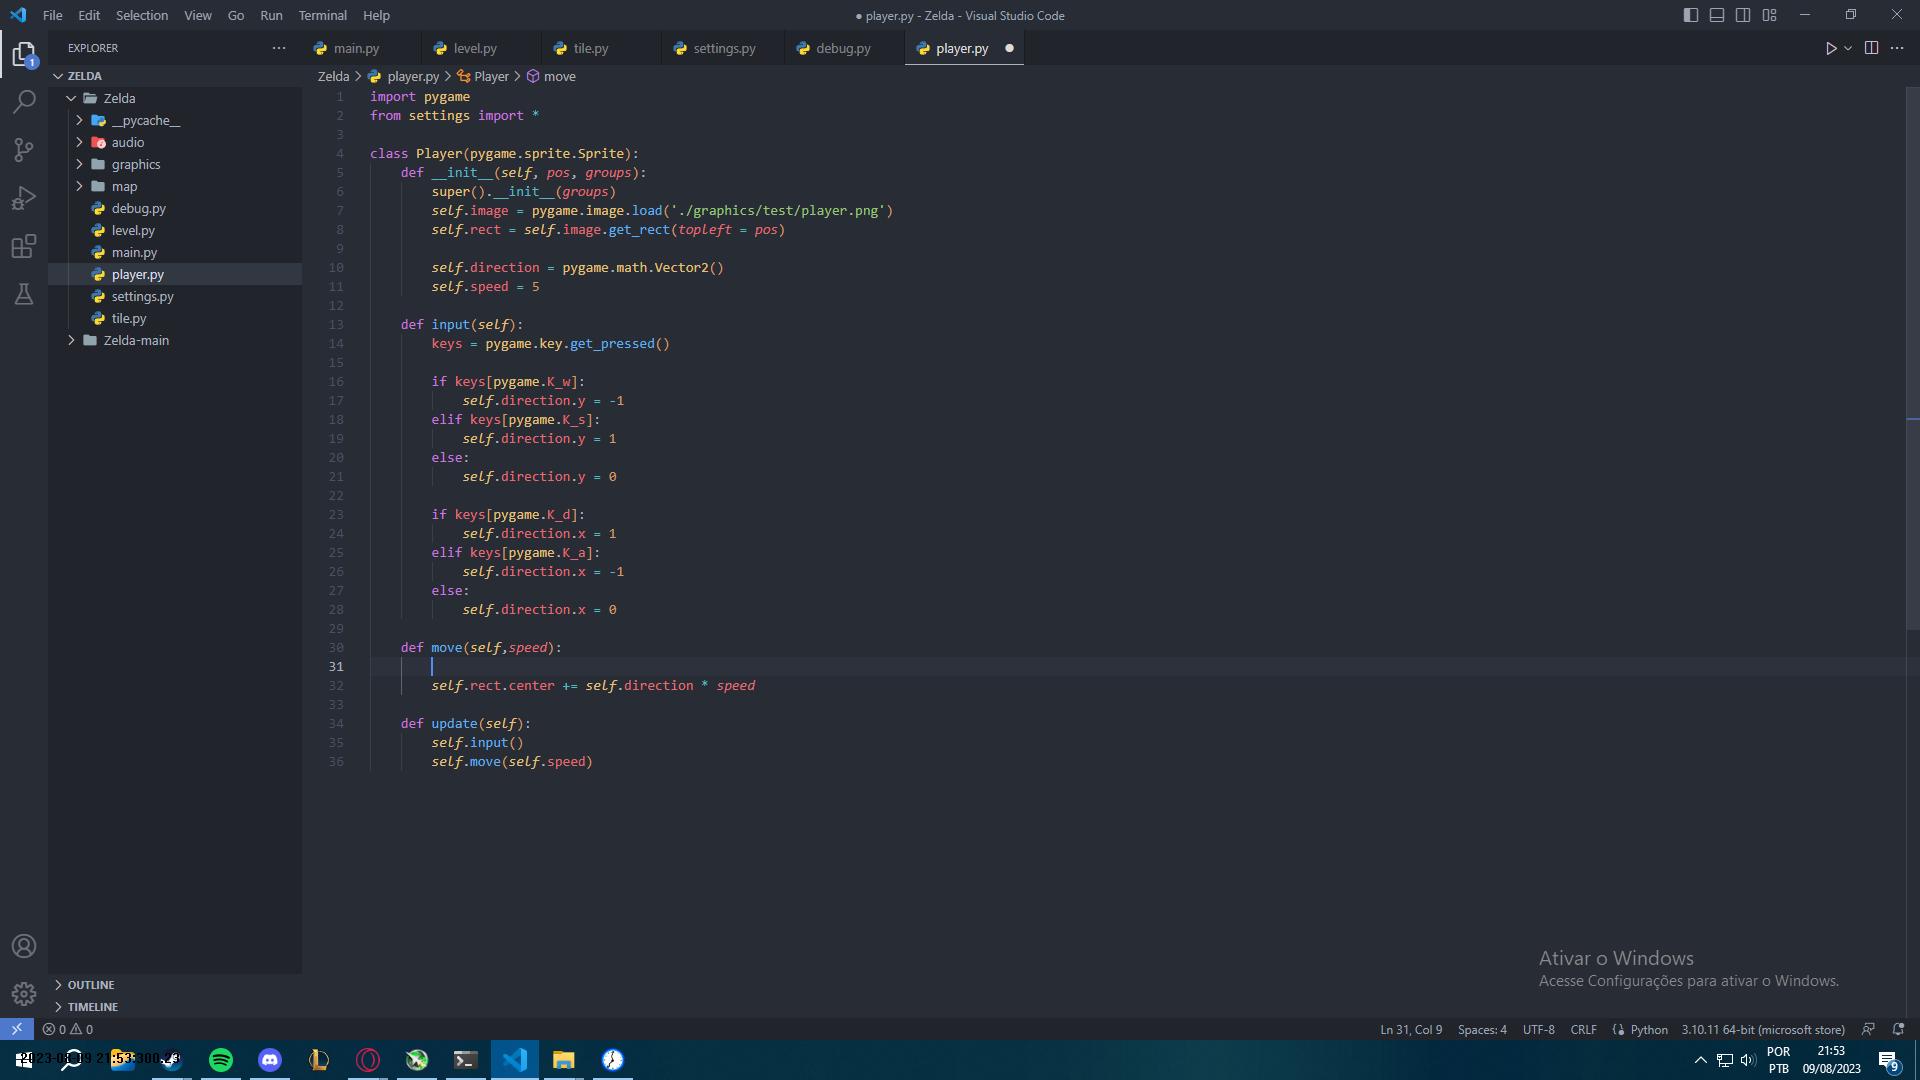 File Edit Selection View Go Run Terminal Help
● player.py - Zelda - Visual Studio Code
EXPLORER
main.py level.py tile.py settings.py debug.py player.py
Zelda > player.py > Player > move
ZELDA
Zelda
__pycache__
audio
graphics
map
debug.py
level.py
main.py
player.py
settings.py
tile.py
Zelda-main
OUTLINE
TIMELINE
1 import pygame
2 from settings import *
3
4 class Player(pygame.sprite.Sprite):
5     def __init__(self, pos, groups):
6         super().__init__(groups)
7         self.image = pygame.image.load('./graphics/test/player.png')
8         self.rect = self.image.get_rect(topleft = pos)
9
10         self.direction = pygame.math.Vector2()
11         self.speed = 5
12
13     def input(self):
14         keys = pygame.key.get_pressed()
15
16         if keys[pygame.K_w]:
17             self.direction.y = -1
18         elif keys[pygame.K_s]:
19             self.direction.y = 1
20         else:
21             self.direction.y = 0
22
23         if keys[pygame.K_d]:
24             self.direction.x = 1
25         elif keys[pygame.K_a]:
26             self.direction.x = -1
27         else:
28             self.direction.x = 0
29
30     def move(self,speed):
31
32         self.rect.center += self.direction * speed
33
34     def update(self):
35         self.input()
36         self.move(self.speed)
Ativar o Windows
Acesse Configurações para ativar o Windows.
1
0 0
Ln 31, Col 9 Spaces: 4 UTF-8 CRLF Python 3.10.11 64-bit (microsoft store)
2023-08-09 21:53:300-23
POR
PTB
21:53
09/08/2023
9